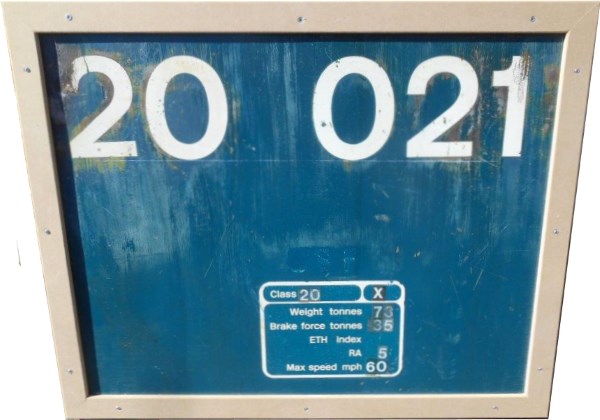 20 021
Class 20 X
Weight tonnes 73
Brake force tonnes 35
ETH index
RA 5
Max speed mph 60